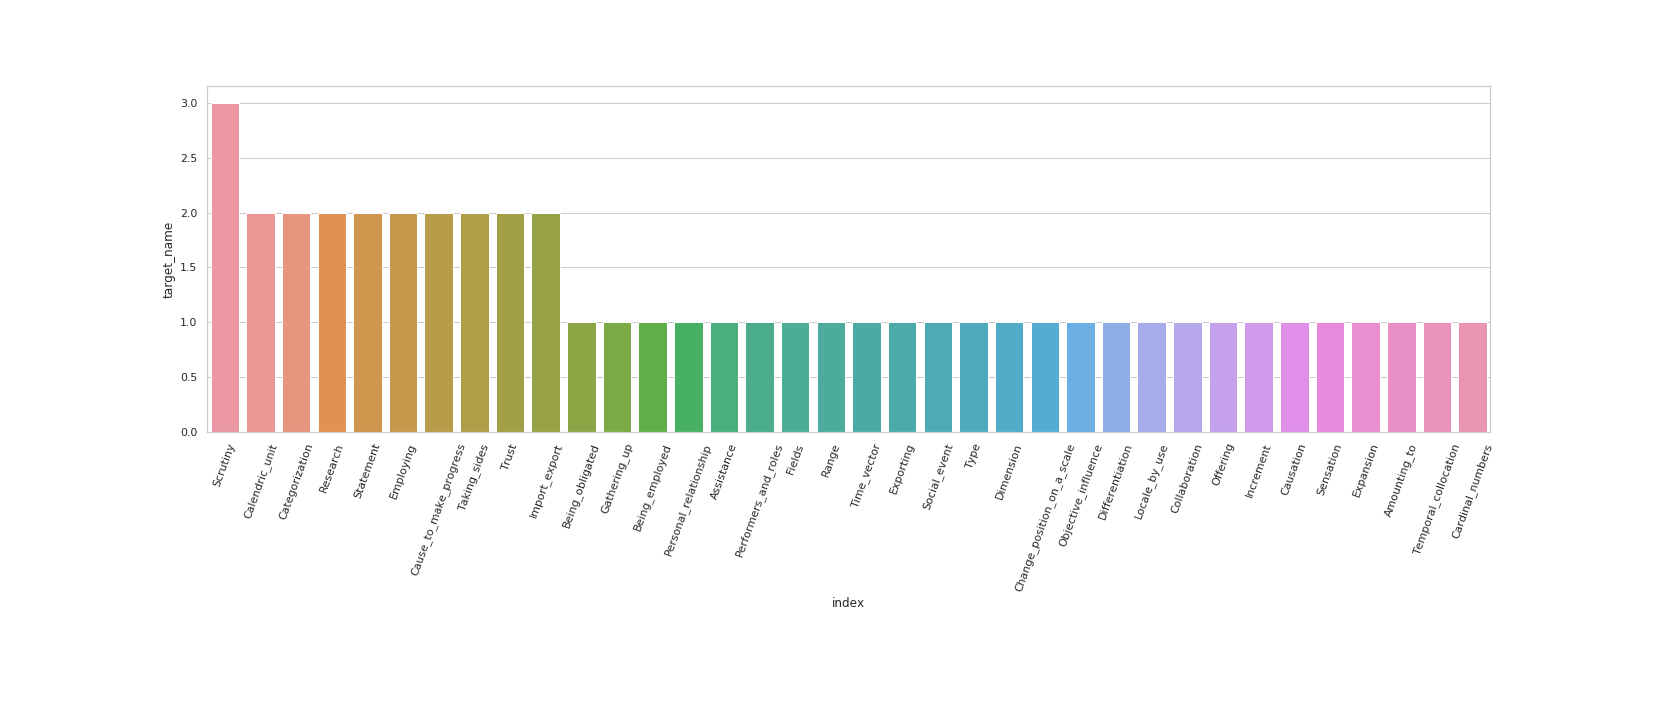 3.0
2.5
2.0
1.5
1.0
0.5
0.0
target_name
Scrutiny
Calendric_unit
Categorization
Research
Statement
Employing
Cause_to_make_progress
Taking_sides
Trust
Import_export
Being_obligated
Gathering_up
Being_employed
Personal_relationship
Assistance
Performers_and_roles
Fields
Range
Time_vector
Exporting
Social_event
Type
Dimension
Change_position_on_a_scale
Objective_influence
Differentiation
Locale_by_use
Collaboration
Offering
Increment
Causation
Sensation
Expansion
Amounting_to
Temporal_collocation
Cardinal_numbers
index